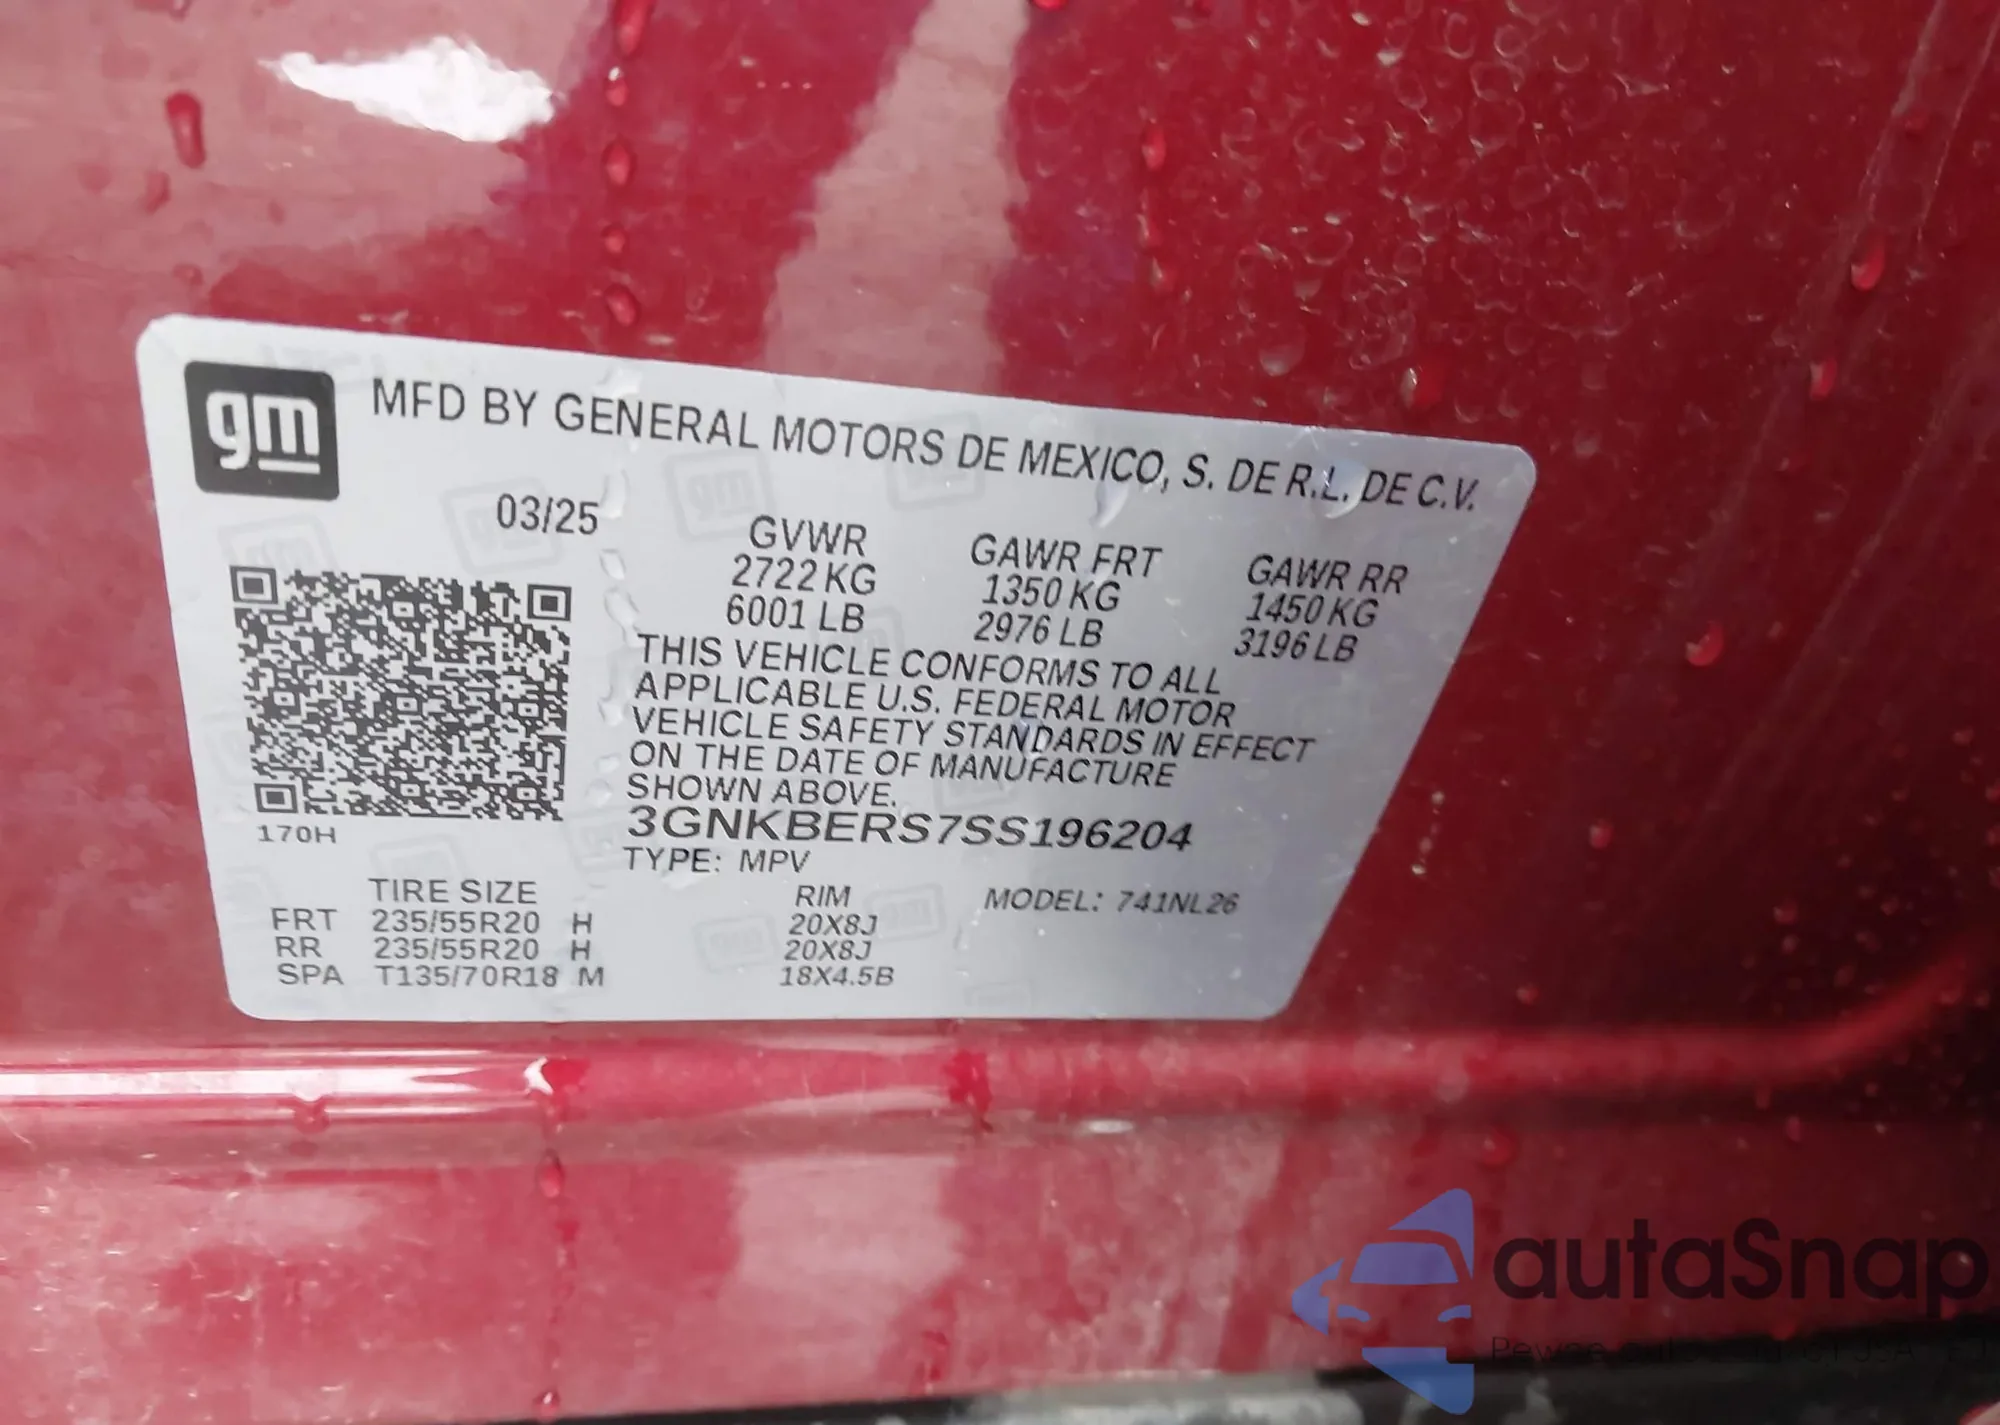 gm
MFD BY GENERAL MOTORS DE MEXICO, S. DE R.L. DE C.V.
03/25
GVWR GAWR FRT GAWR RR
2722 KG 1350 KG 1450 KG
6001 LB 2976 LB 3196 LB
THIS VEHICLE CONFORMS TO ALL
APPLICABLE U.S. FEDERAL MOTOR
VEHICLE SAFETY STANDARDS IN EFFECT
ON THE DATE OF MANUFACTURE
SHOWN ABOVE.
3GNKBERS7SS196204
170H
TYPE: MPV
TIRE SIZE RIM MODEL: 741NL26
FRT 235/55R20 H 20X8J
RR 235/55R20 H 20X8J
SPA T135/70R18 M 18X4.5B
autaSnap
Pewne